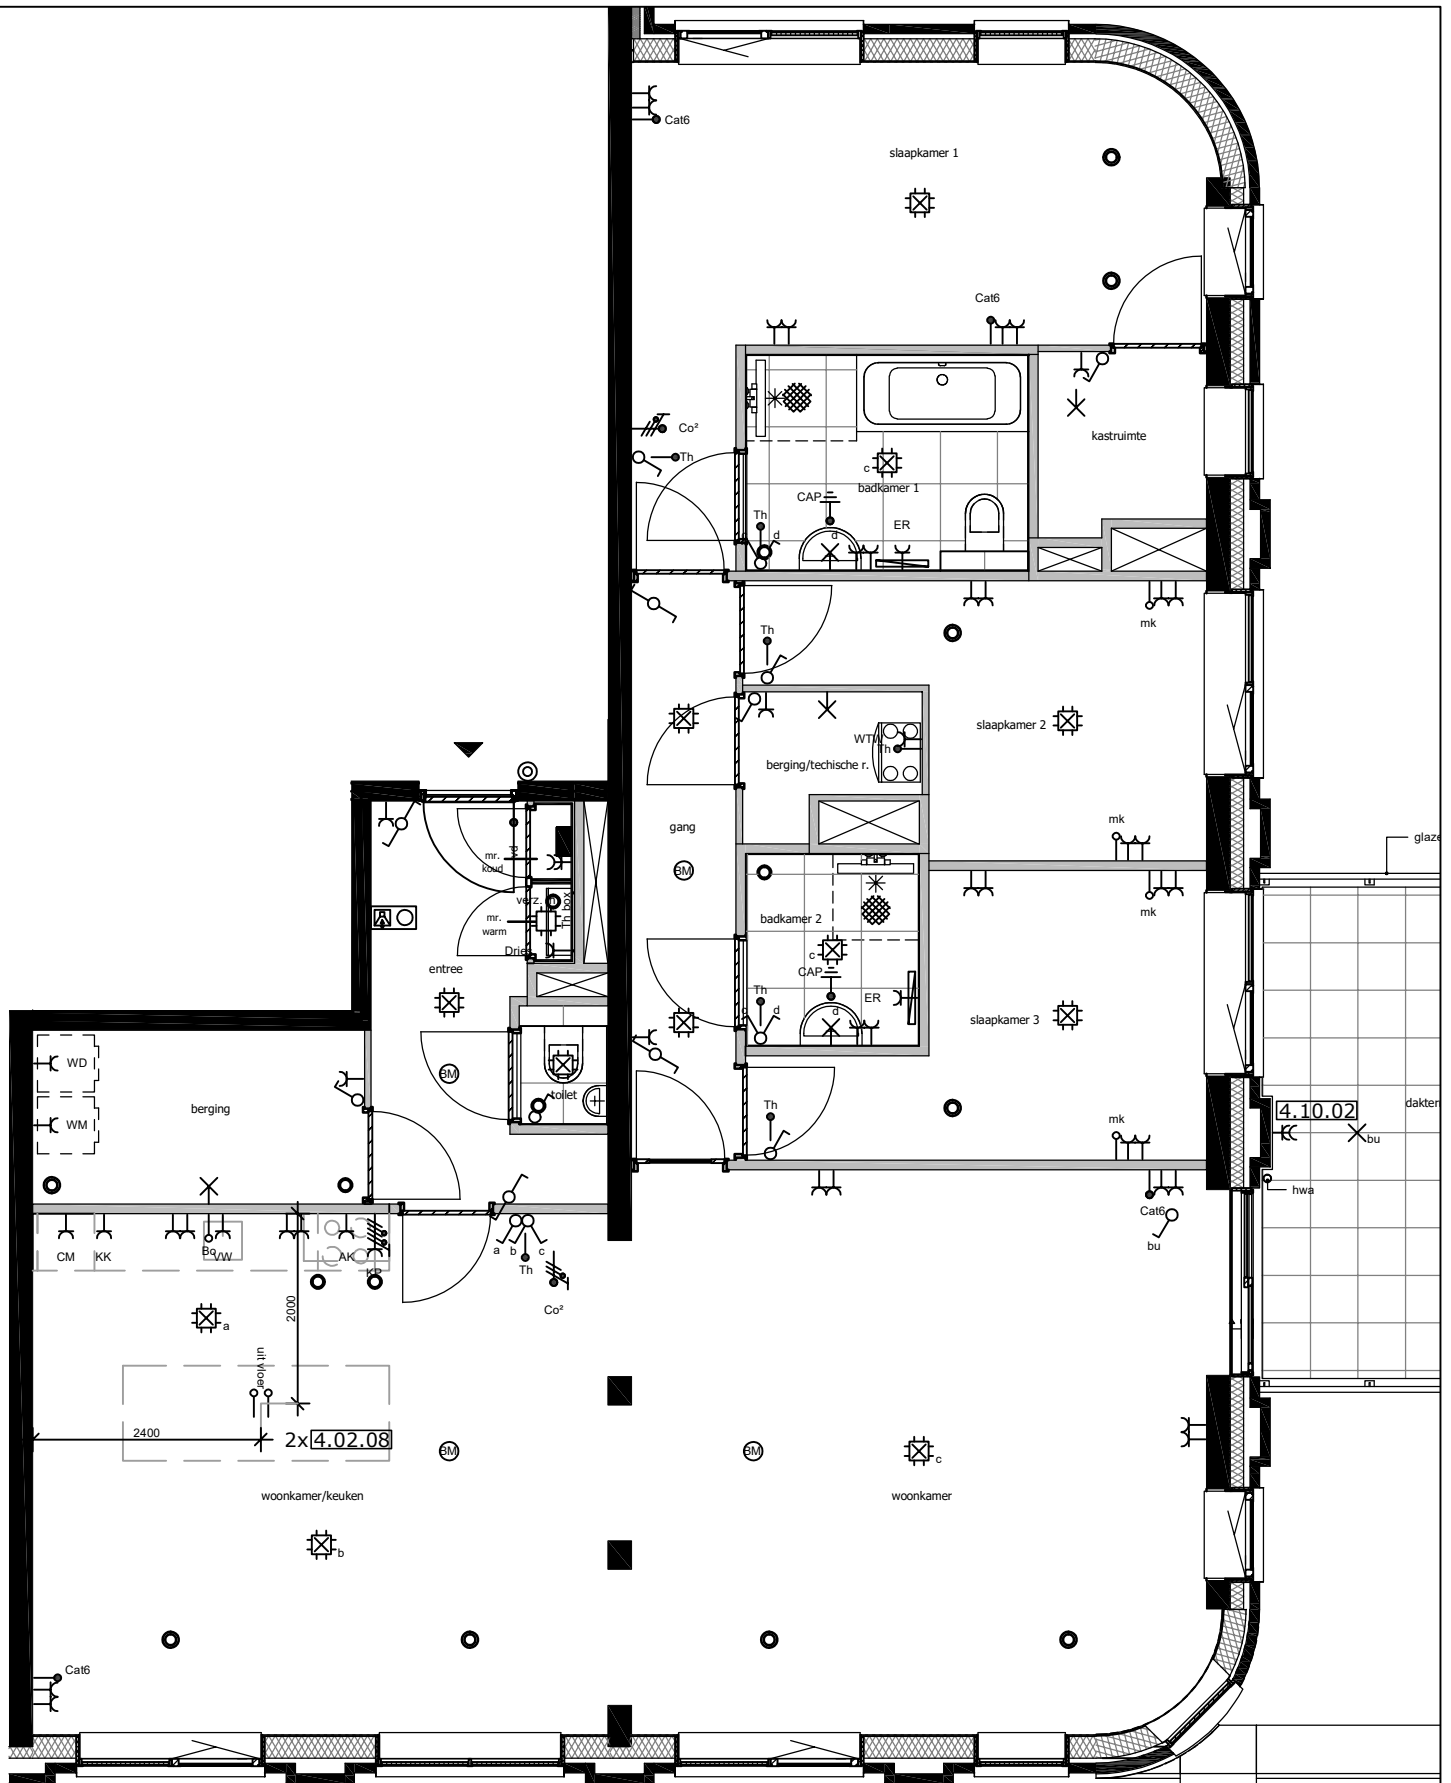 Cat6
slaapkamer 1
Cat6
Co²
Th
kastruimte
c
badkamer 1
CAP
ER
Th
d
d
mk
Th
slaapkamer 2
WTW
Th
berging/techische r.
gang
mk
glaze
mr.
koud
BM
mk
verz.
Th box
mr.
warm
badkamer 2
Dries
c
CAP
entree
Th
ER
d
d
slaapkamer 3
WD
BM
toilet
berging
WM
Th
mk
4.10.02
dakter
bu
hwa
Cat6
bu
a
b
c
Th
CM
KK
Bo
VW
AK
KP
Co²
2000
a
uit vloer
2400
2x 4.02.08
BM
BM
c
woonkamer/keuken
woonkamer
b
Cat6